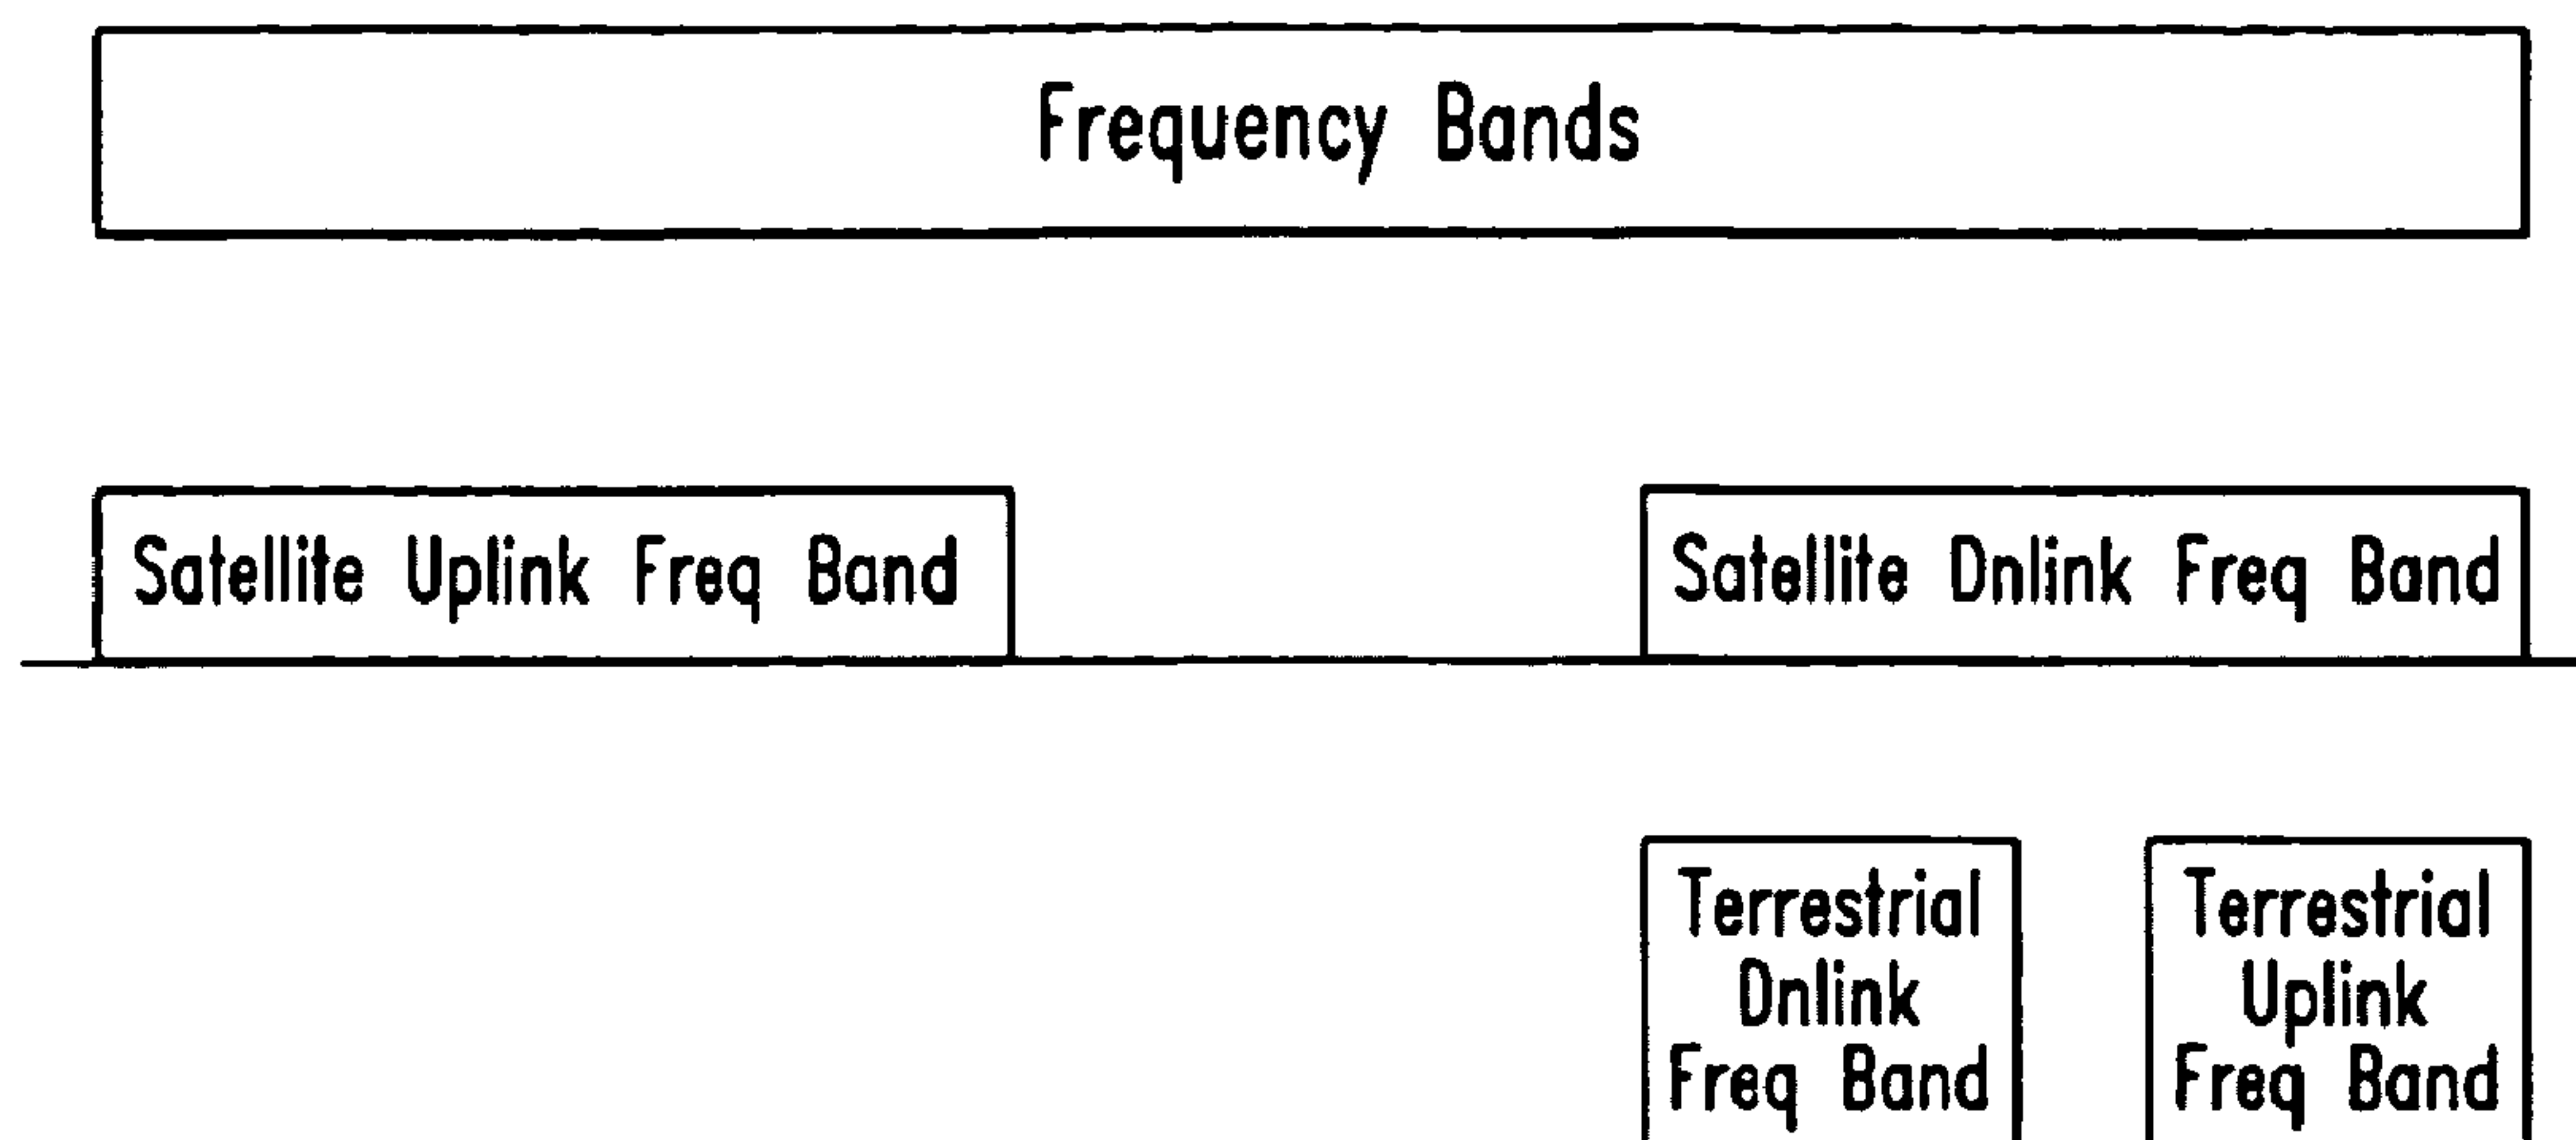 Frequency Bands
Satellite Uplink Freq Band
Satellite Dnlink Freq Band
Terrestrial
Dnlink
Freq Band
Terrestrial
Uplink
Freq Band